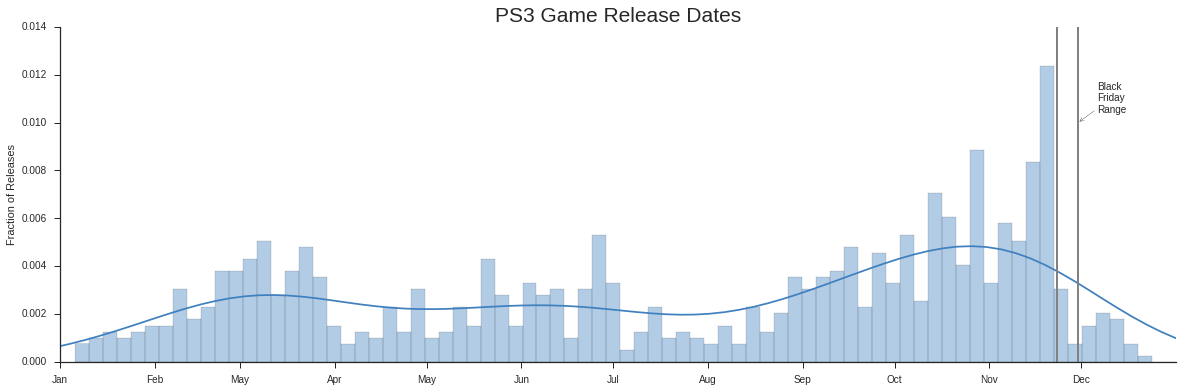 PS3 Game Release Dates
0.014
0.012
0.010
0.008
0.006
0.004
0.002
0.000
Fraction of Releases
Black
Friday
Range
Jan Feb May Apr May Jun Jul Aug Sep Oct Nov Dec